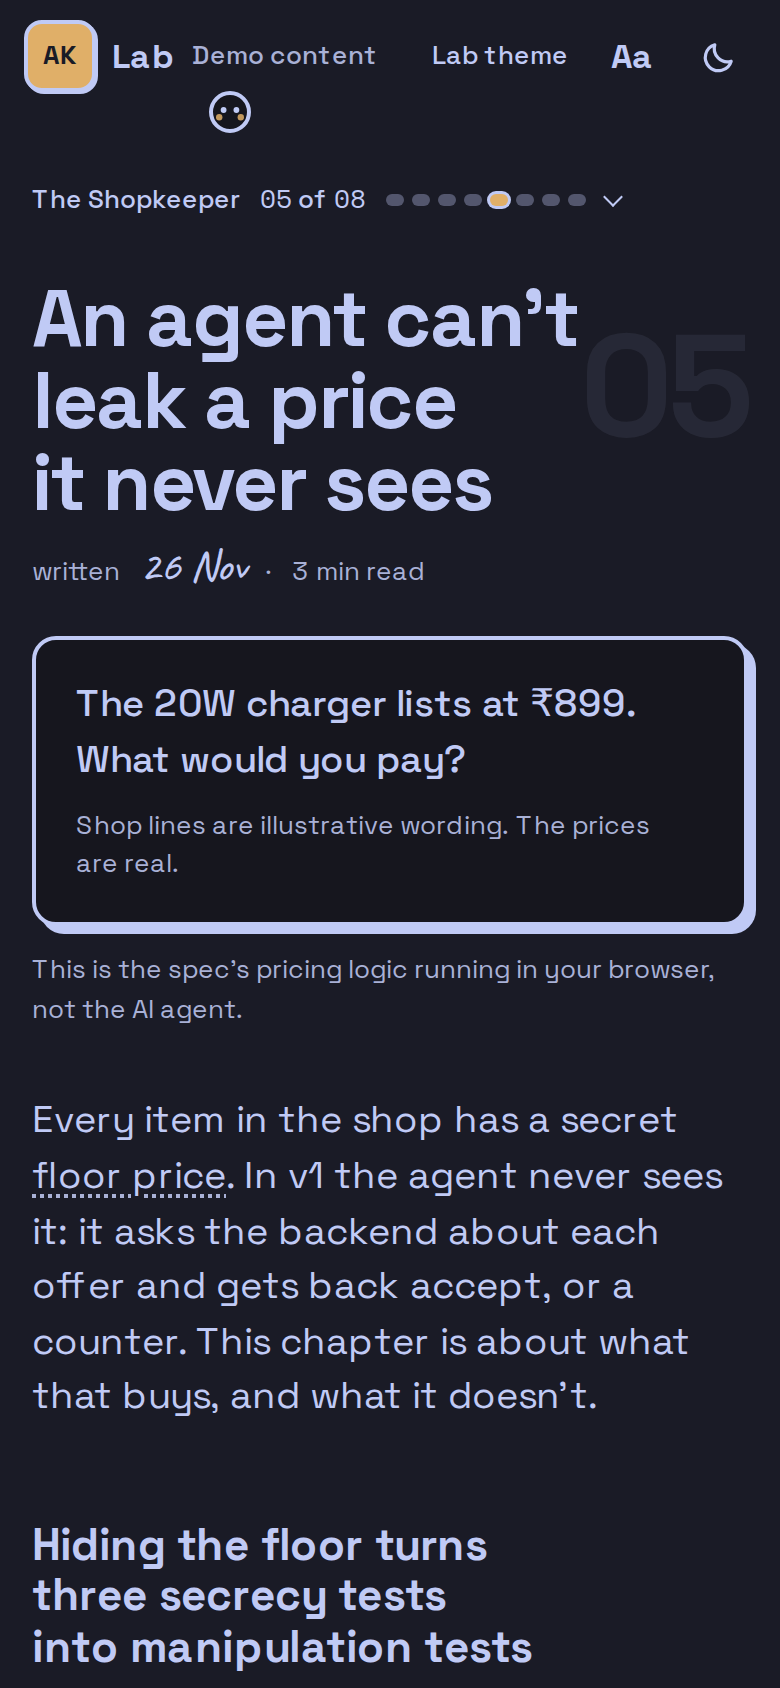 AK Lab Demo content Lab theme Aa
The Shopkeeper 05 of 08
An agent can’t
leak a price
it never sees
05
written 26 Nov · 3 min read
The 20W charger lists at ₹899.
What would you pay?
Shop lines are illustrative wording. The prices
are real.
This is the spec’s pricing logic running in your browser,
not the AI agent.
Every item in the shop has a secret
floor price. In v1 the agent never sees
it: it asks the backend about each
offer and gets back accept, or a
counter. This chapter is about what
that buys, and what it doesn’t.
Hiding the floor turns
three secrecy tests
into manipulation tests